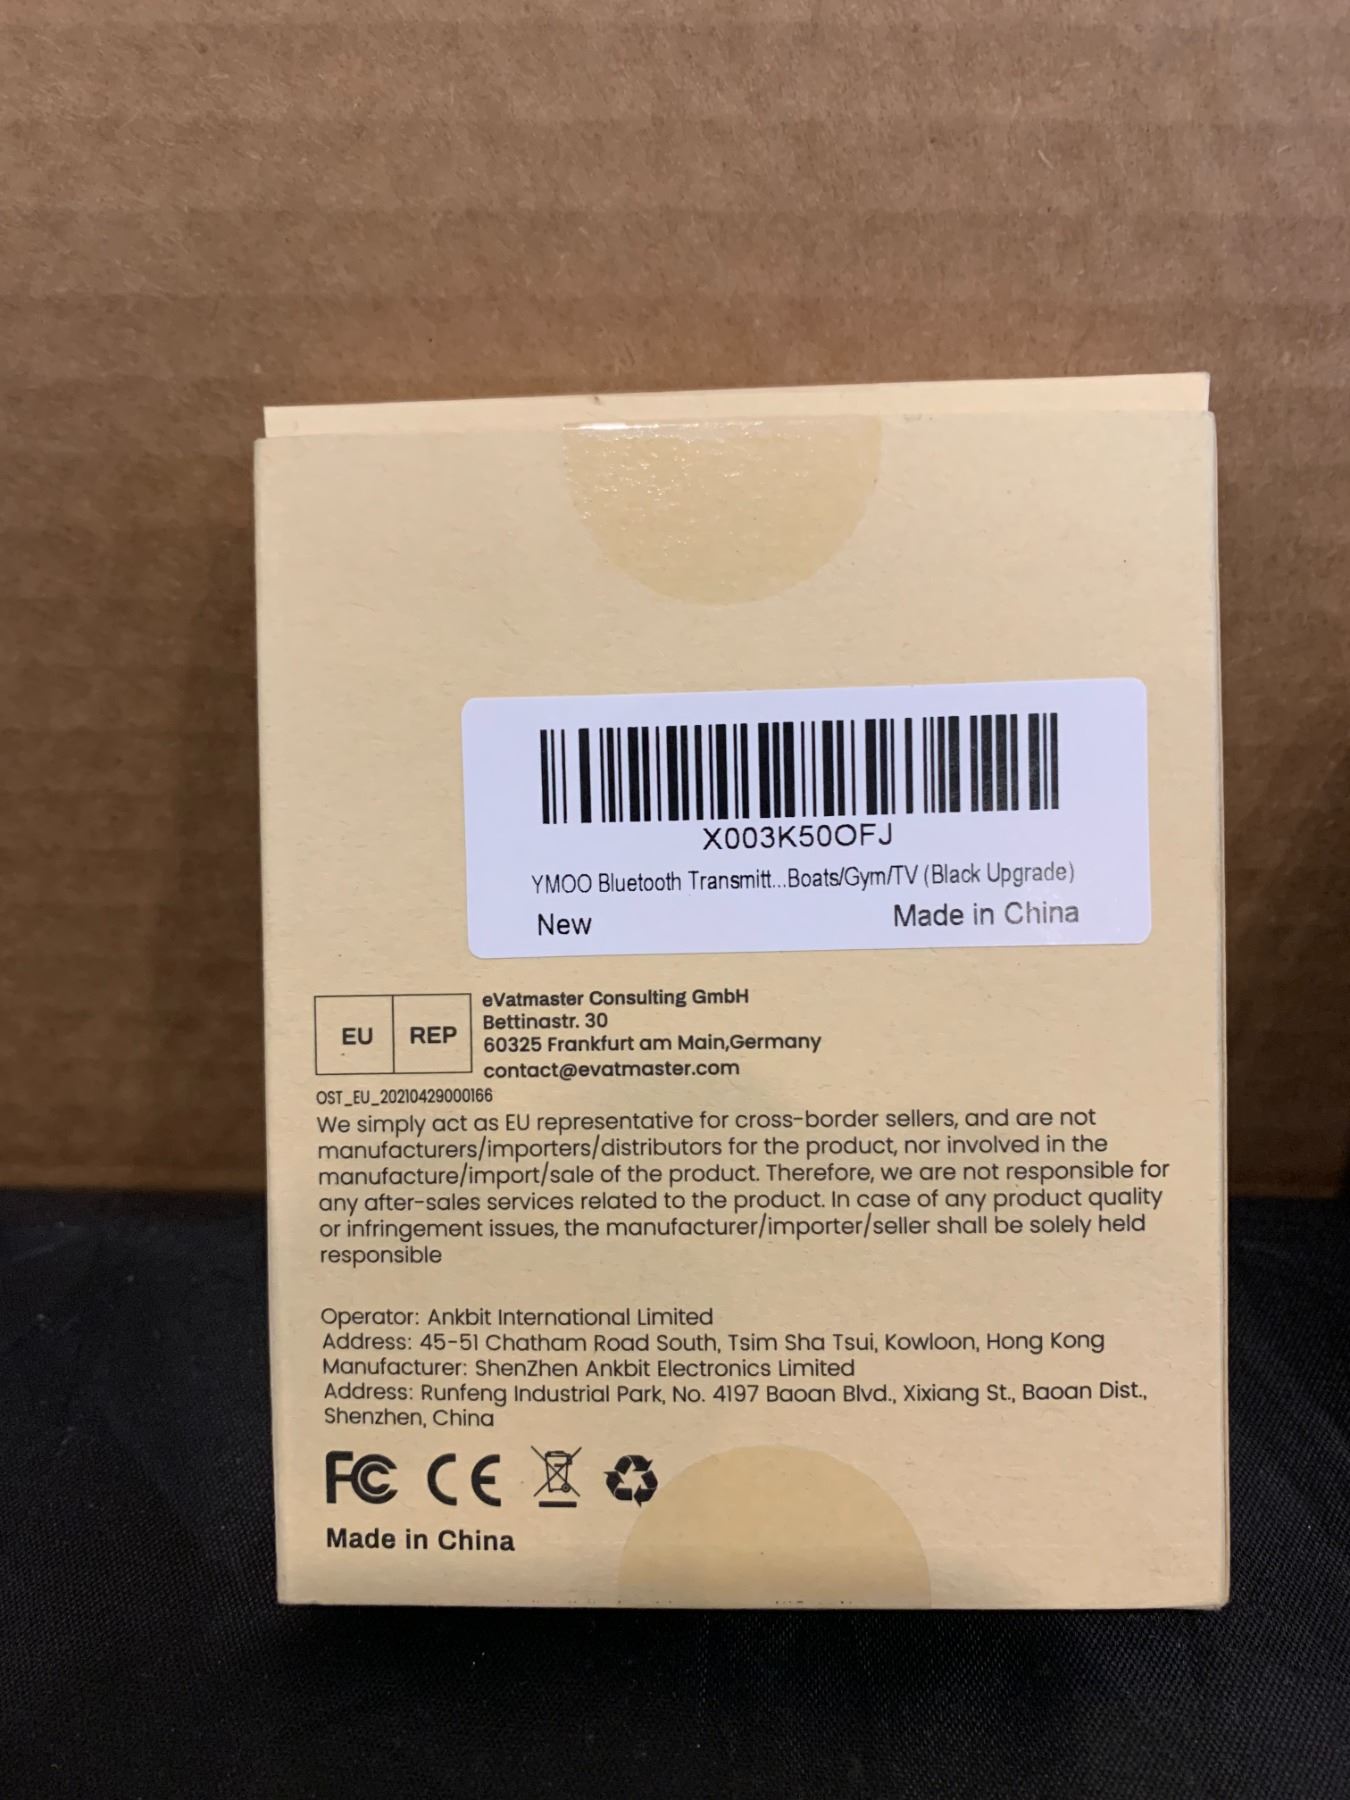 X003K50OFJ
YMOO Bluetooth Transmitt...Boats/Gym/TV (Black Upgrade)
New Made in China
EU REP
eVatmaster Consulting GmbH
Bettinastr. 30
60325 Frankfurt am Main,Germany
contact@evatmaster.com
OST_EU_20210429000166
We simply act as EU representative for cross-border sellers, and are not
manufacturers/importers/distributors for the product, nor involved in the
manufacture/import/sale of the product. Therefore, we are not responsible for
any after-sales services related to the product. In case of any product quality
or infringement issues, the manufacturer/importer/seller shall be solely held
responsible
Operator: Ankbit International Limited
Address: 45-51 Chatham Road South, Tsim Sha Tsui, Kowloon, Hong Kong
Manufacturer: ShenZhen Ankbit Electronics Limited
Address: Runfeng Industrial Park, No. 4197 Baoan Blvd., Xixiang St., Baoan Dist.,
Shenzhen, China
FC CE
Made in China